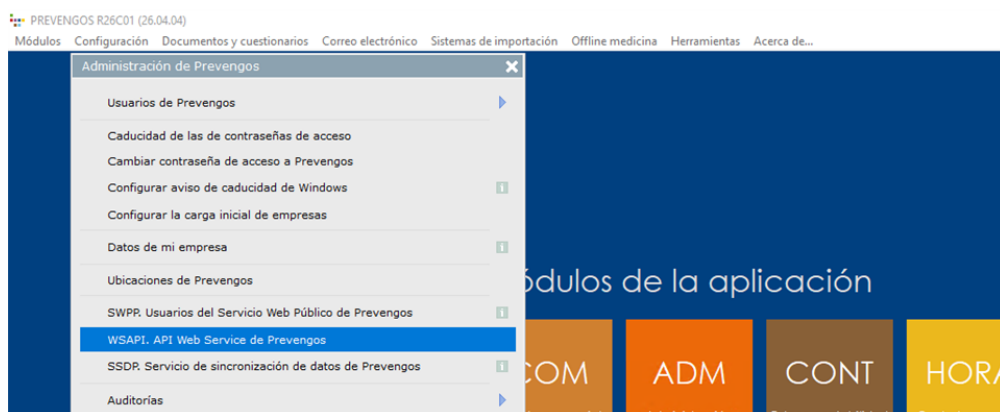 PREVENGOS R26C01 (26.04.04)
Módulos Configuración Documentos y cuestionarios Correo electrónico Sistemas de importación Offline medicina Herramientas Acerca de...
Administración de Prevengos
Usuarios de Prevengos
Caducidad de las de contraseñas de acceso
Cambiar contraseña de acceso a Prevengos
Configurar aviso de caducidad de Windows
Configurar la carga inicial de empresas
Datos de mi empresa
Ubicaciones de Prevengos
SWPP. Usuarios del Servicio Web Público de Prevengos
WSAPI. API Web Service de Prevengos
SSDP. Servicio de sincronización de datos de Prevengos
Auditorías
ódulos de la aplicación
COM ADM CONT HORA